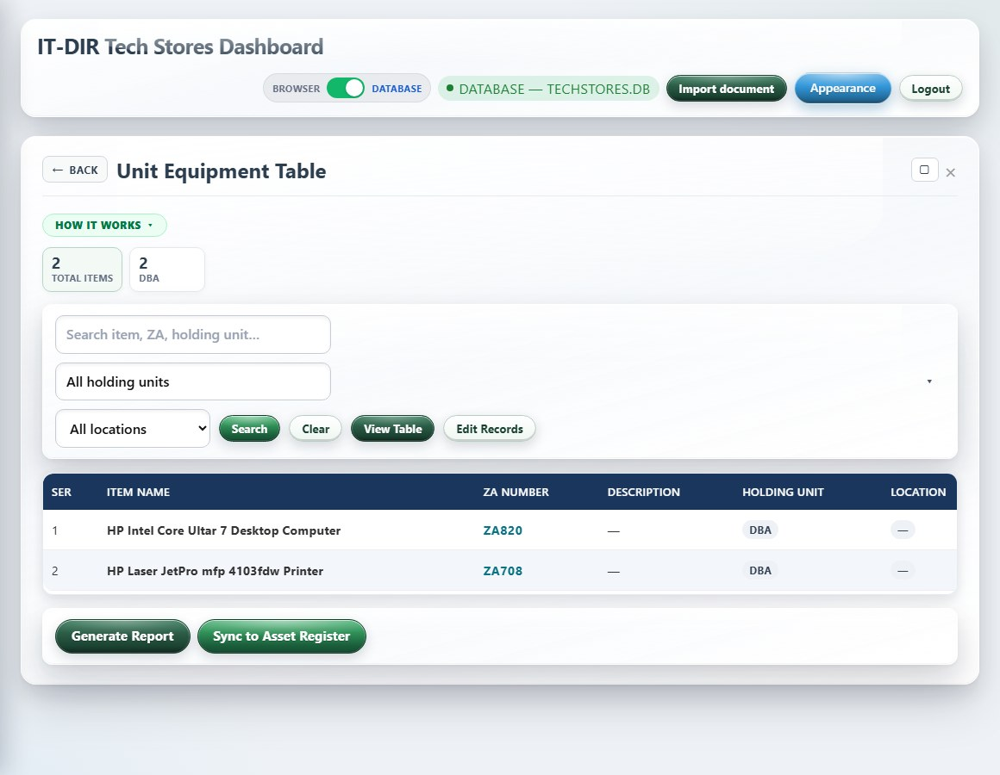 IT-DIR Tech Stores Dashboard
BROWSER DATABASE DATABASE — TECHSTORES.DB Import document Appearance Logout
← BACK Unit Equipment Table
HOW IT WORKS
2 2
TOTAL ITEMS DBA
Search item, ZA, holding unit...
All holding units
All locations Search Clear View Table Edit Records
SER ITEM NAME ZA NUMBER DESCRIPTION HOLDING UNIT LOCATION
1 HP Intel Core Ultar 7 Desktop Computer ZA820 — DBA —
2 HP Laser JetPro mfp 4103fdw Printer ZA708 — DBA —
Generate Report Sync to Asset Register